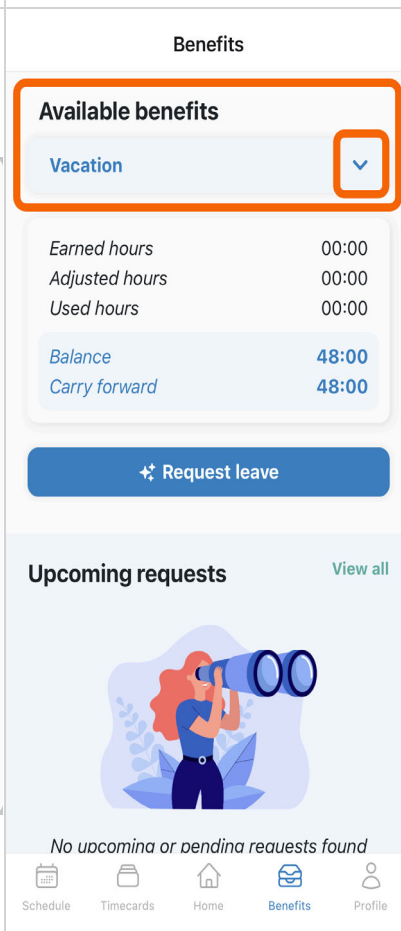 Benefits
Available benefits
Vacation
Earned hours 00:00
Adjusted hours 00:00
Used hours 00:00
Balance 48:00
Carry forward 48:00
Request leave
Upcoming requests View all
No upcoming or pending requests found
Schedule Timecards Home Benefits Profile